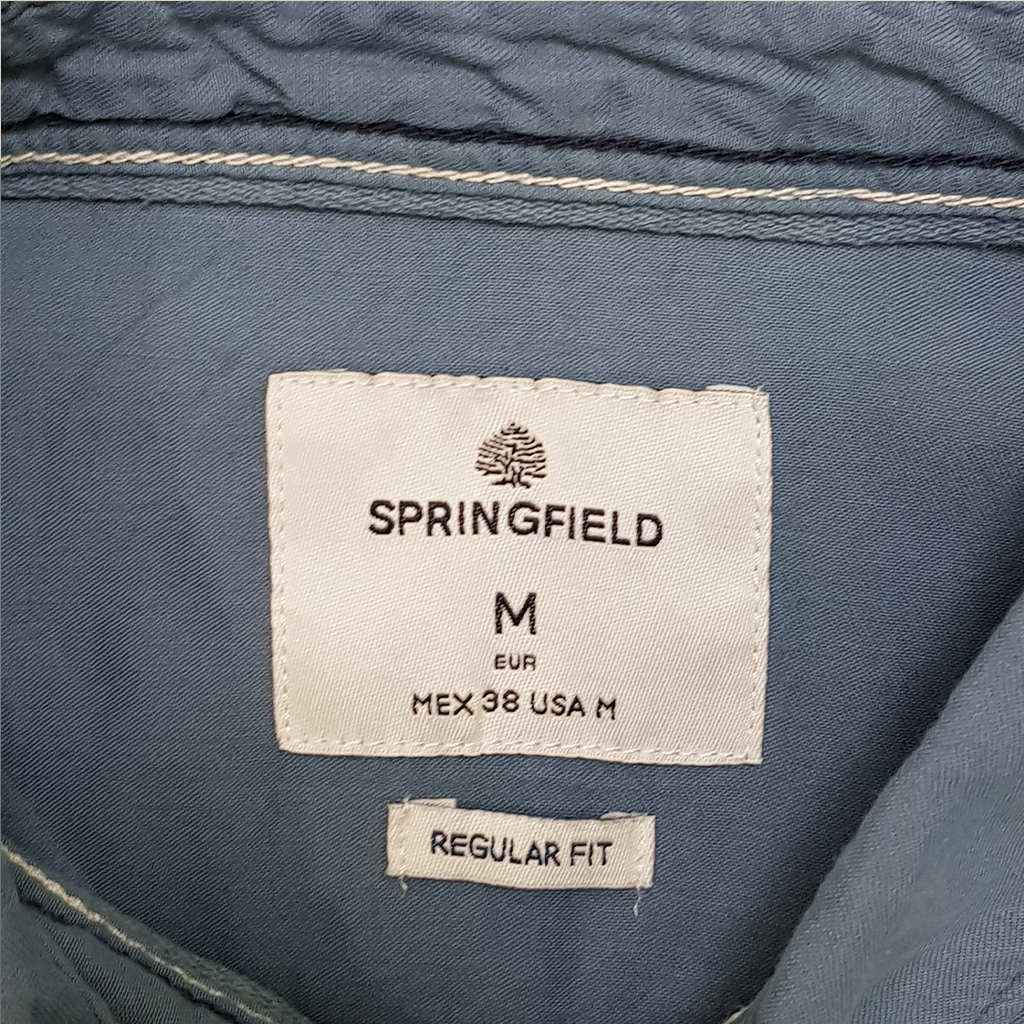 SPRINGFIELD
M
EUR
MEX 38 USA M
REGULAR FIT